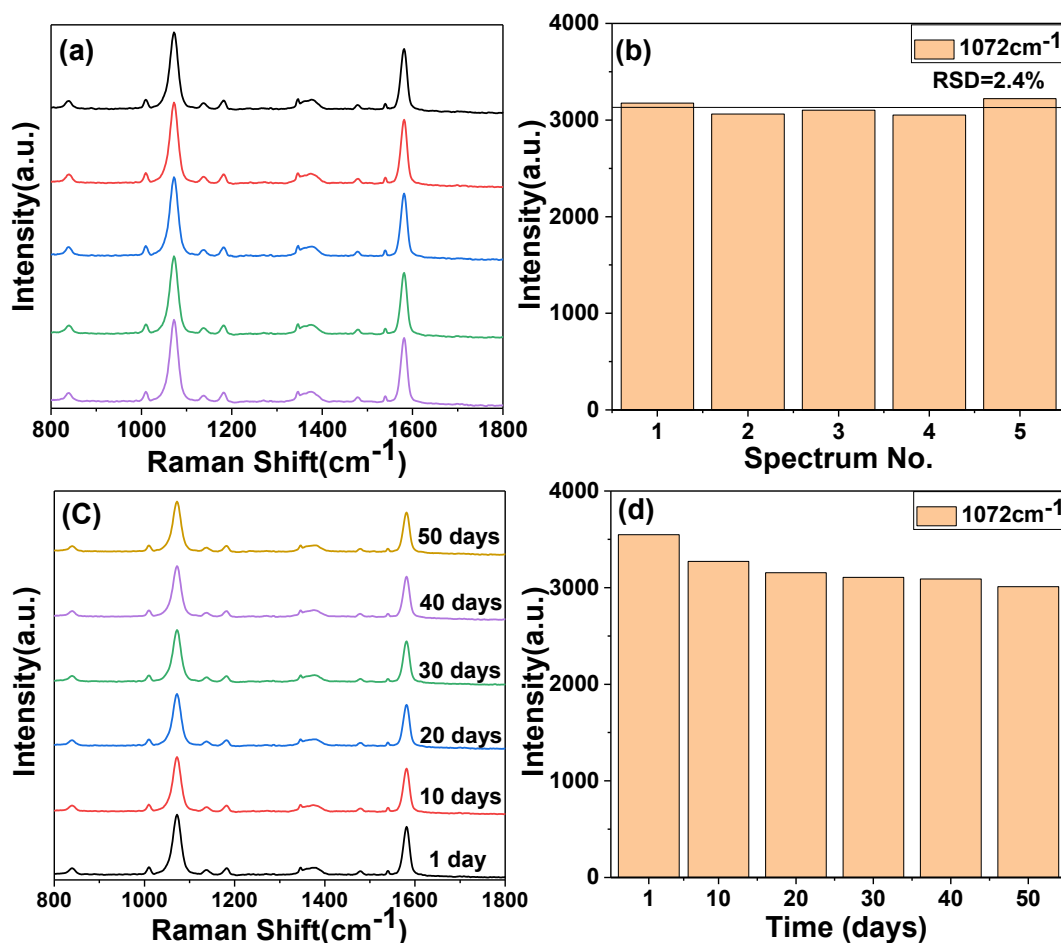 (a)
Intensity(a.u.)
800 1000 1200 1400 1600 1800
Raman Shift(cm⁻¹)
(b)
1072cm⁻¹
RSD=2.4%
Intensity(a.u.)
4000
3000
2000
1000
0
1 2 3 4 5
Spectrum No.
(C)
Intensity(a.u.)
50 days
40 days
30 days
20 days
10 days
1 day
800 1000 1200 1400 1600 1800
Raman Shift(cm⁻¹)
(d)
1072cm⁻¹
Intensity(a.u.)
4000
3000
2000
1000
0
1 10 20 30 40 50
Time (days)